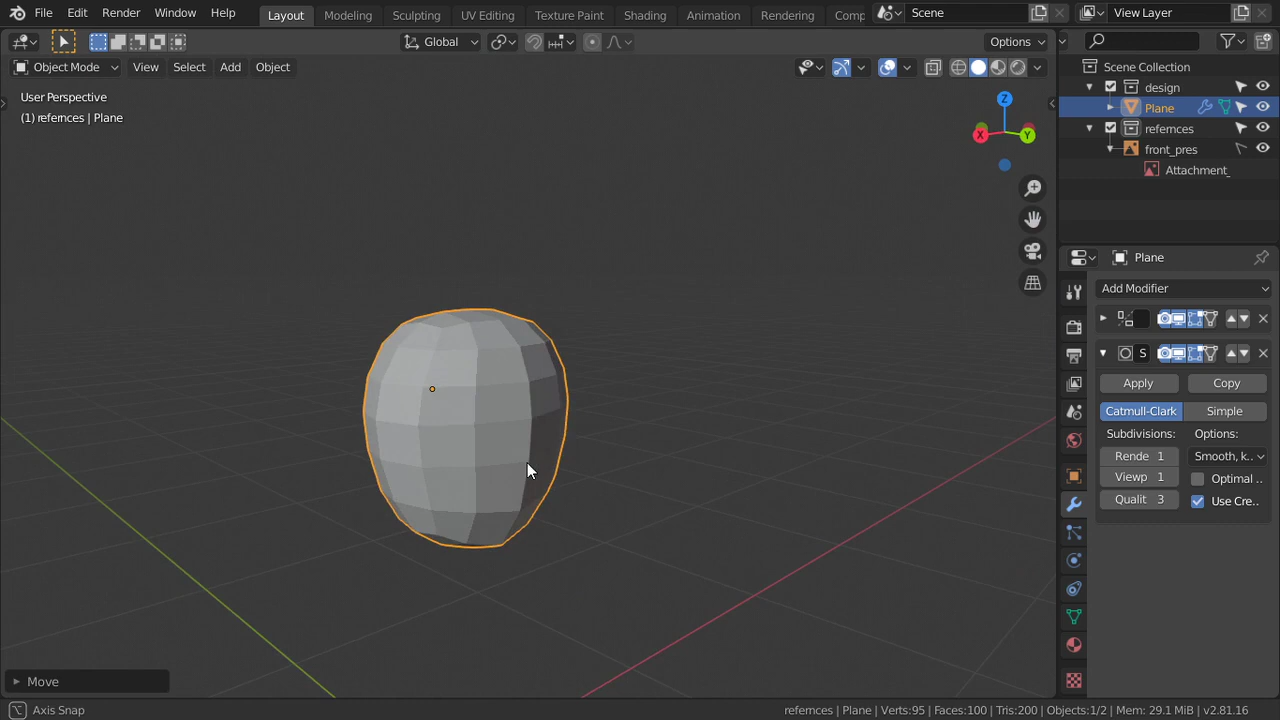 File Edit Render Window Help Layout Modeling Sculpting UV Editing Texture Paint Shading Animation Rendering Comp Scene View Layer
Global Options
Object Mode View Select Add Object
User Perspective
(1) refemces | Plane
Z
X Y
Scene Collection
design
Plane
refemces
front_pres
Attachment_
Plane
Add Modifier
S
Apply Copy
Catmull-Clark Simple
Subdivisions: Options:
Rende 1 Smooth, k..
Viewp 1 Optimal ..
Qualit 3 Use Cre..
Move
Axis Snap refemces | Plane | Verts:95 | Faces:100 | Tris:200 | Objects:1/2 | Mem: 29.1 MiB | v2.81.16